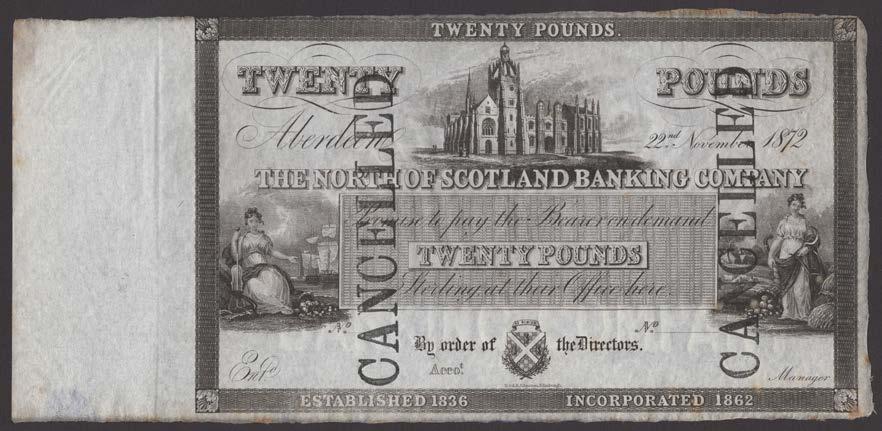 TWENTY POUNDS.
TWENTY POUNDS
Aberdeen 22nd November 1872
THE NORTH OF SCOTLAND BANKING COMPANY
Promise to pay the Bearer on demand
TWENTY POUNDS
Sterling at their Office here.
No No
By order of the Directors.
Accot.
Entd Manager
ESTABLISHED 1836 INCORPORATED 1862
CANCELLED
CANCELLED